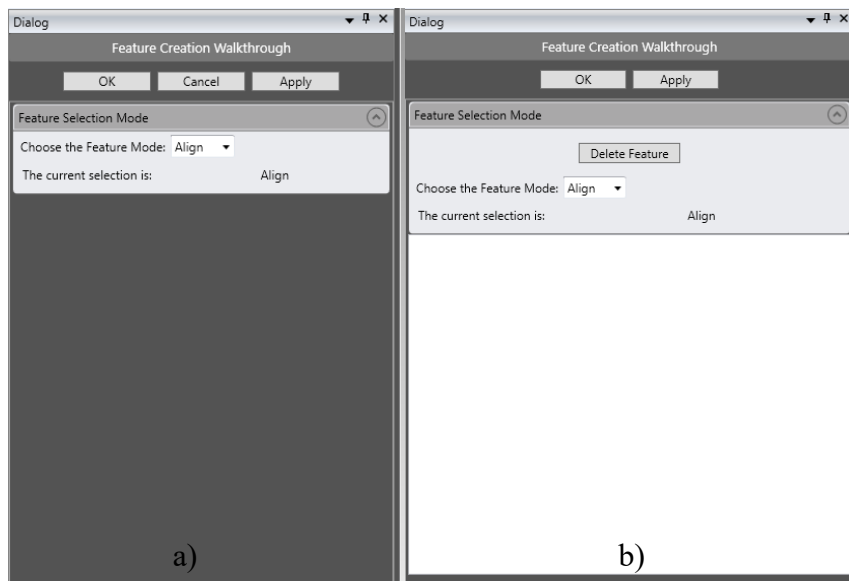 Dialog
Feature Creation Walkthrough
OK Cancel Apply
Feature Selection Mode
Choose the Feature Mode: Align
The current selection is: Align
a)
Dialog
Feature Creation Walkthrough
OK Apply
Feature Selection Mode
Delete Feature
Choose the Feature Mode: Align
The current selection is: Align
b)